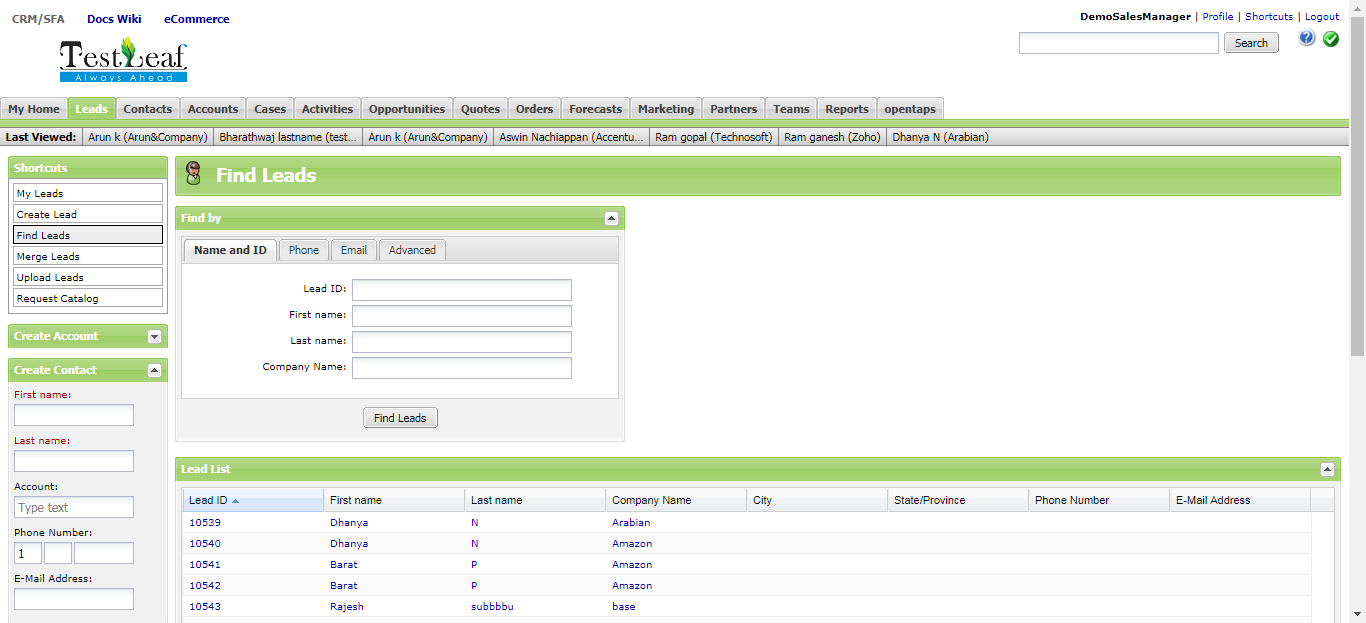 CRM/SFA Docs Wiki eCommerce
DemoSalesManager | Profile | Shortcuts | Logout
TestLeaf
Always Ahead
Search
My Home Leads Contacts Accounts Cases Activities Opportunities Quotes Orders Forecasts Marketing Partners Teams Reports opentaps
Last Viewed: Arun k (Arun&Company) Bharathwaj lastname (test... Arun k (Arun&Company) Aswin Nachiappan (Accentu... Ram gopal (Technosoft) Ram ganesh (Zoho) Dhanya N (Arabian)
Shortcuts
My Leads
Create Lead
Find Leads
Merge Leads
Upload Leads
Request Catalog
Create Account
Create Contact
First name:
Last name:
Account:
Type text
Phone Number:
1
E-Mail Address:
Find Leads
Find by
Name and ID Phone Email Advanced
Lead ID:
First name:
Last name:
Company Name:
Find Leads
Lead List
Lead ID First name Last name Company Name City State/Province Phone Number E-Mail Address
10539 Dhanya N Arabian
10540 Dhanya N Amazon
10541 Barat P Amazon
10542 Barat P Amazon
10543 Rajesh subbbbu base